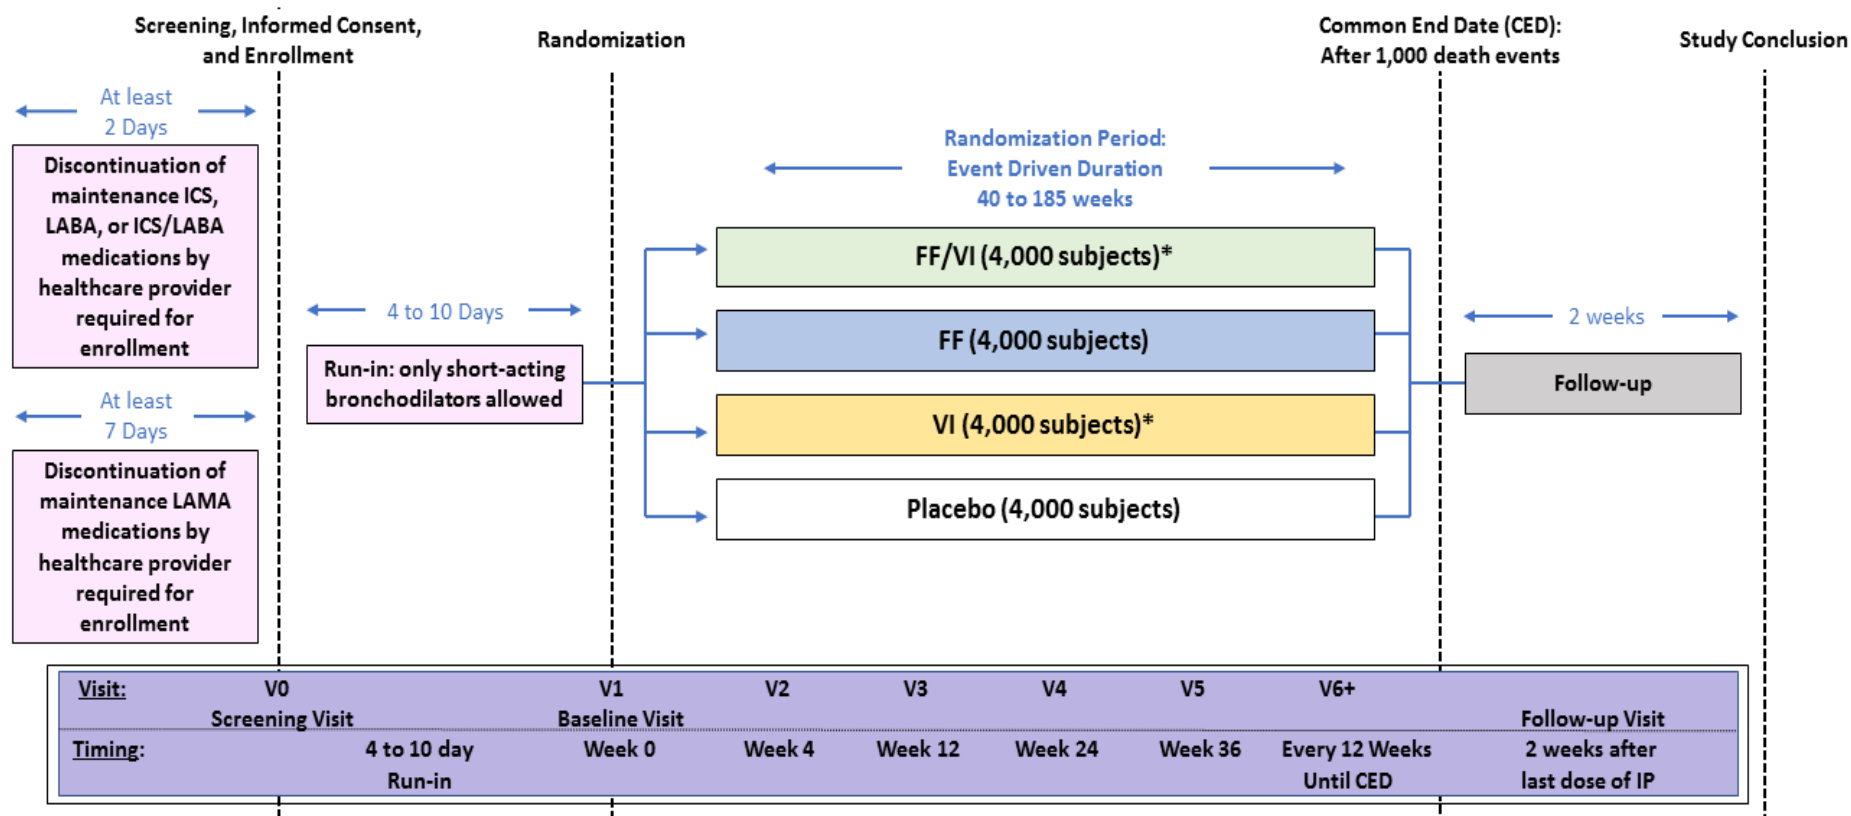 Screening, Informed Consent,
and Enrollment
Randomization
Common End Date (CED):
After 1,000 death events
Study Conclusion
At least
2 Days
Discontinuation of
maintenance ICS,
LABA, or ICS/LABA
medications by
healthcare provider
required for
enrollment
At least
7 Days
Discontinuation of
maintenance LAMA
medications by
healthcare provider
required for
enrollment
4 to 10 Days
Run-in: only short-acting
bronchodilators allowed
Randomization Period:
Event Driven Duration
40 to 185 weeks
FF/VI (4,000 subjects)*
FF (4,000 subjects)
VI (4,000 subjects)*
Placebo (4,000 subjects)
2 weeks
Follow-up
Visit: V0 V1 V2 V3 V4 V5 V6+
Screening Visit Baseline Visit Follow-up Visit
Timing: 4 to 10 day Week 0 Week 4 Week 12 Week 24 Week 36 Every 12 Weeks 2 weeks after
Run-in Until CED last dose of IP